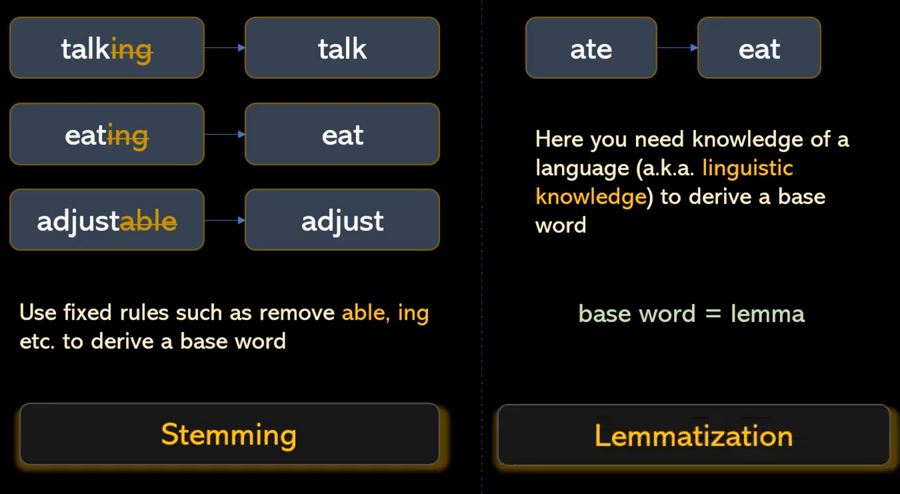 talking
talk
eating
eat
adjustable
adjust
Use fixed rules such as remove able, ing
etc. to derive a base word
Stemming
ate
eat
Here you need knowledge of a
language (a.k.a. linguistic
knowledge) to derive a base
word
base word = lemma
Lemmatization